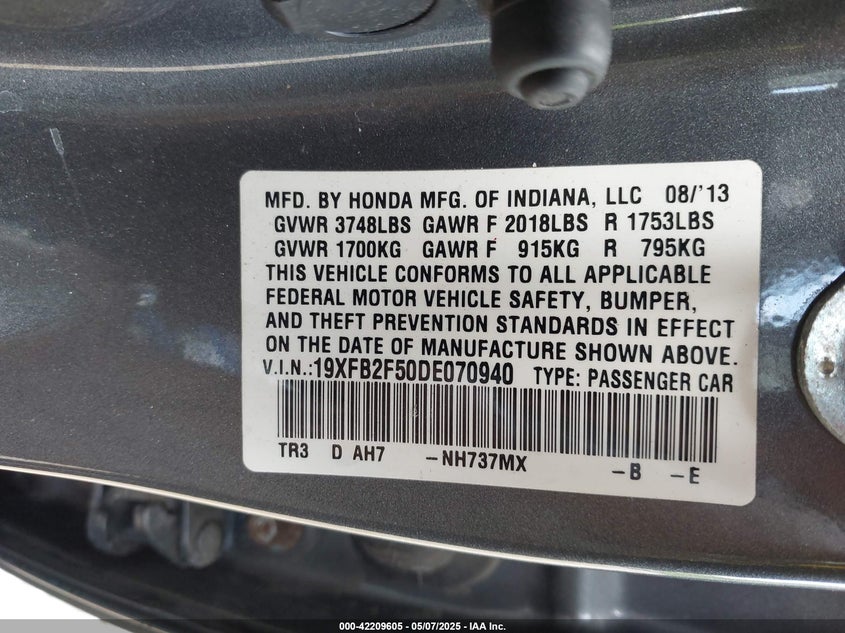 MFD. BY HONDA MFG. OF INDIANA, LLC 08/'13
GVWR 3748LBS GAWR F 2018LBS R 1753LBS
GVWR 1700KG GAWR F 915KG R 795KG
THIS VEHICLE CONFORMS TO ALL APPLICABLE
FEDERAL MOTOR VEHICLE SAFETY, BUMPER,
AND THEFT PREVENTION STANDARDS IN EFFECT
ON THE DATE OF MANUFACTURE SHOWN ABOVE.
V.I.N.:19XFB2F50DE070940 TYPE: PASSENGER CAR
TR3 D AH7 -NH737MX -B -E
000-42209605 - 05/07/2025 - IAA Inc.